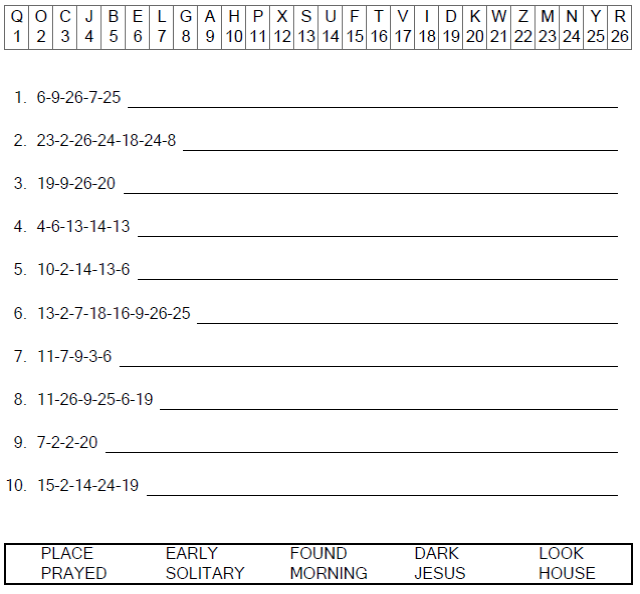 Q O C J B E L G A H P X S U F T V I D K W Z M N Y R
1 2 3 4 5 6 7 8 9 10 11 12 13 14 15 16 17 18 19 20 21 22 23 24 25 26
1. 6-9-26-7-25
2. 23-2-26-24-18-24-8
3. 19-9-26-20
4. 4-6-13-14-13
5. 10-2-14-13-6
6. 13-2-7-18-16-9-26-25
7. 11-7-9-3-6
8. 11-26-9-25-6-19
9. 7-2-2-20
10. 15-2-14-24-19
PLACE EARLY FOUND DARK LOOK
PRAYED SOLITARY MORNING JESUS HOUSE